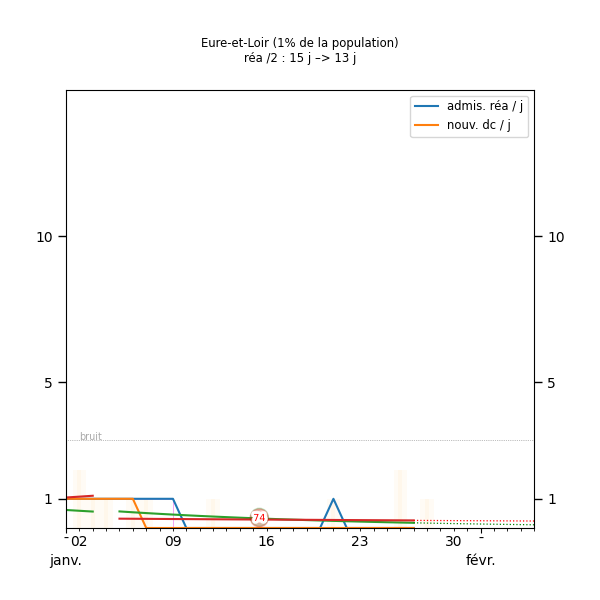 Eure-et-Loir (1% de la population)
réa /2 : 15 j –> 13 j
admis. réa / j
nouv. dc / j
10 10
5 5
bruit
1 1
74
02 09 16 23 30 -
janv. févr.